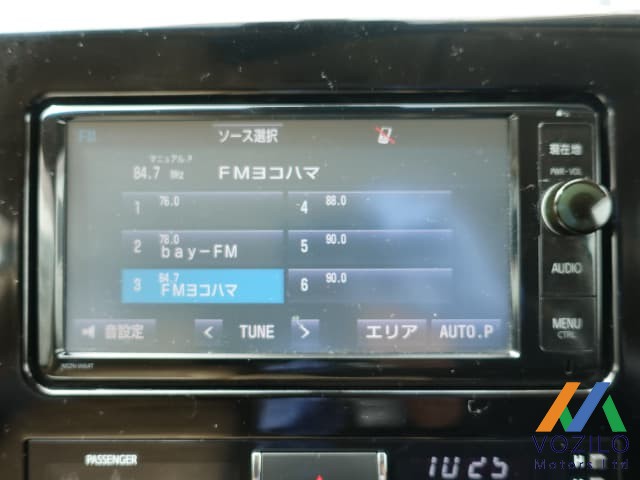 FM ソース選択
マニュアル.P
84.7 MHz FMヨコハマ
1 76.0
4 88.0
2 78.0 bay-FM
5 90.0
3 84.7 FMヨコハマ
6 90.0
音設定 < TUNE > エリア AUTO.P
現在地
PWR-VOL
AUDIO
MENU
CTRL
PASSENGER
10:25
VOZILO
Motors Ltd